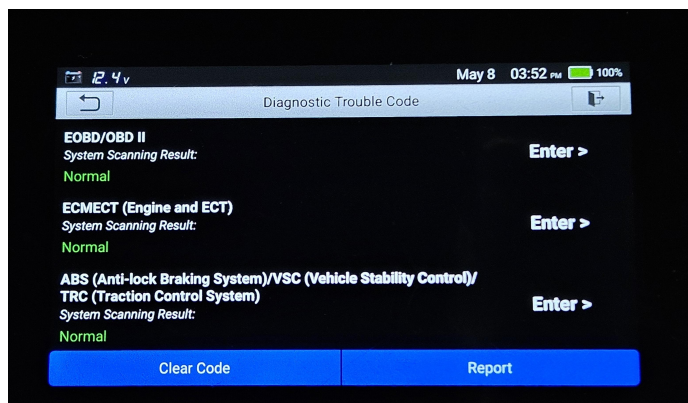 12.4v
May 8 03:52 PM 100%
Diagnostic Trouble Code
EOBD/OBD II
System Scanning Result:
Enter >
Normal
ECMECT (Engine and ECT)
System Scanning Result:
Enter >
Normal
ABS (Anti-lock Braking System)/VSC (Vehicle Stability Control)/
TRC (Traction Control System)
System Scanning Result:
Enter >
Normal
Clear Code
Report